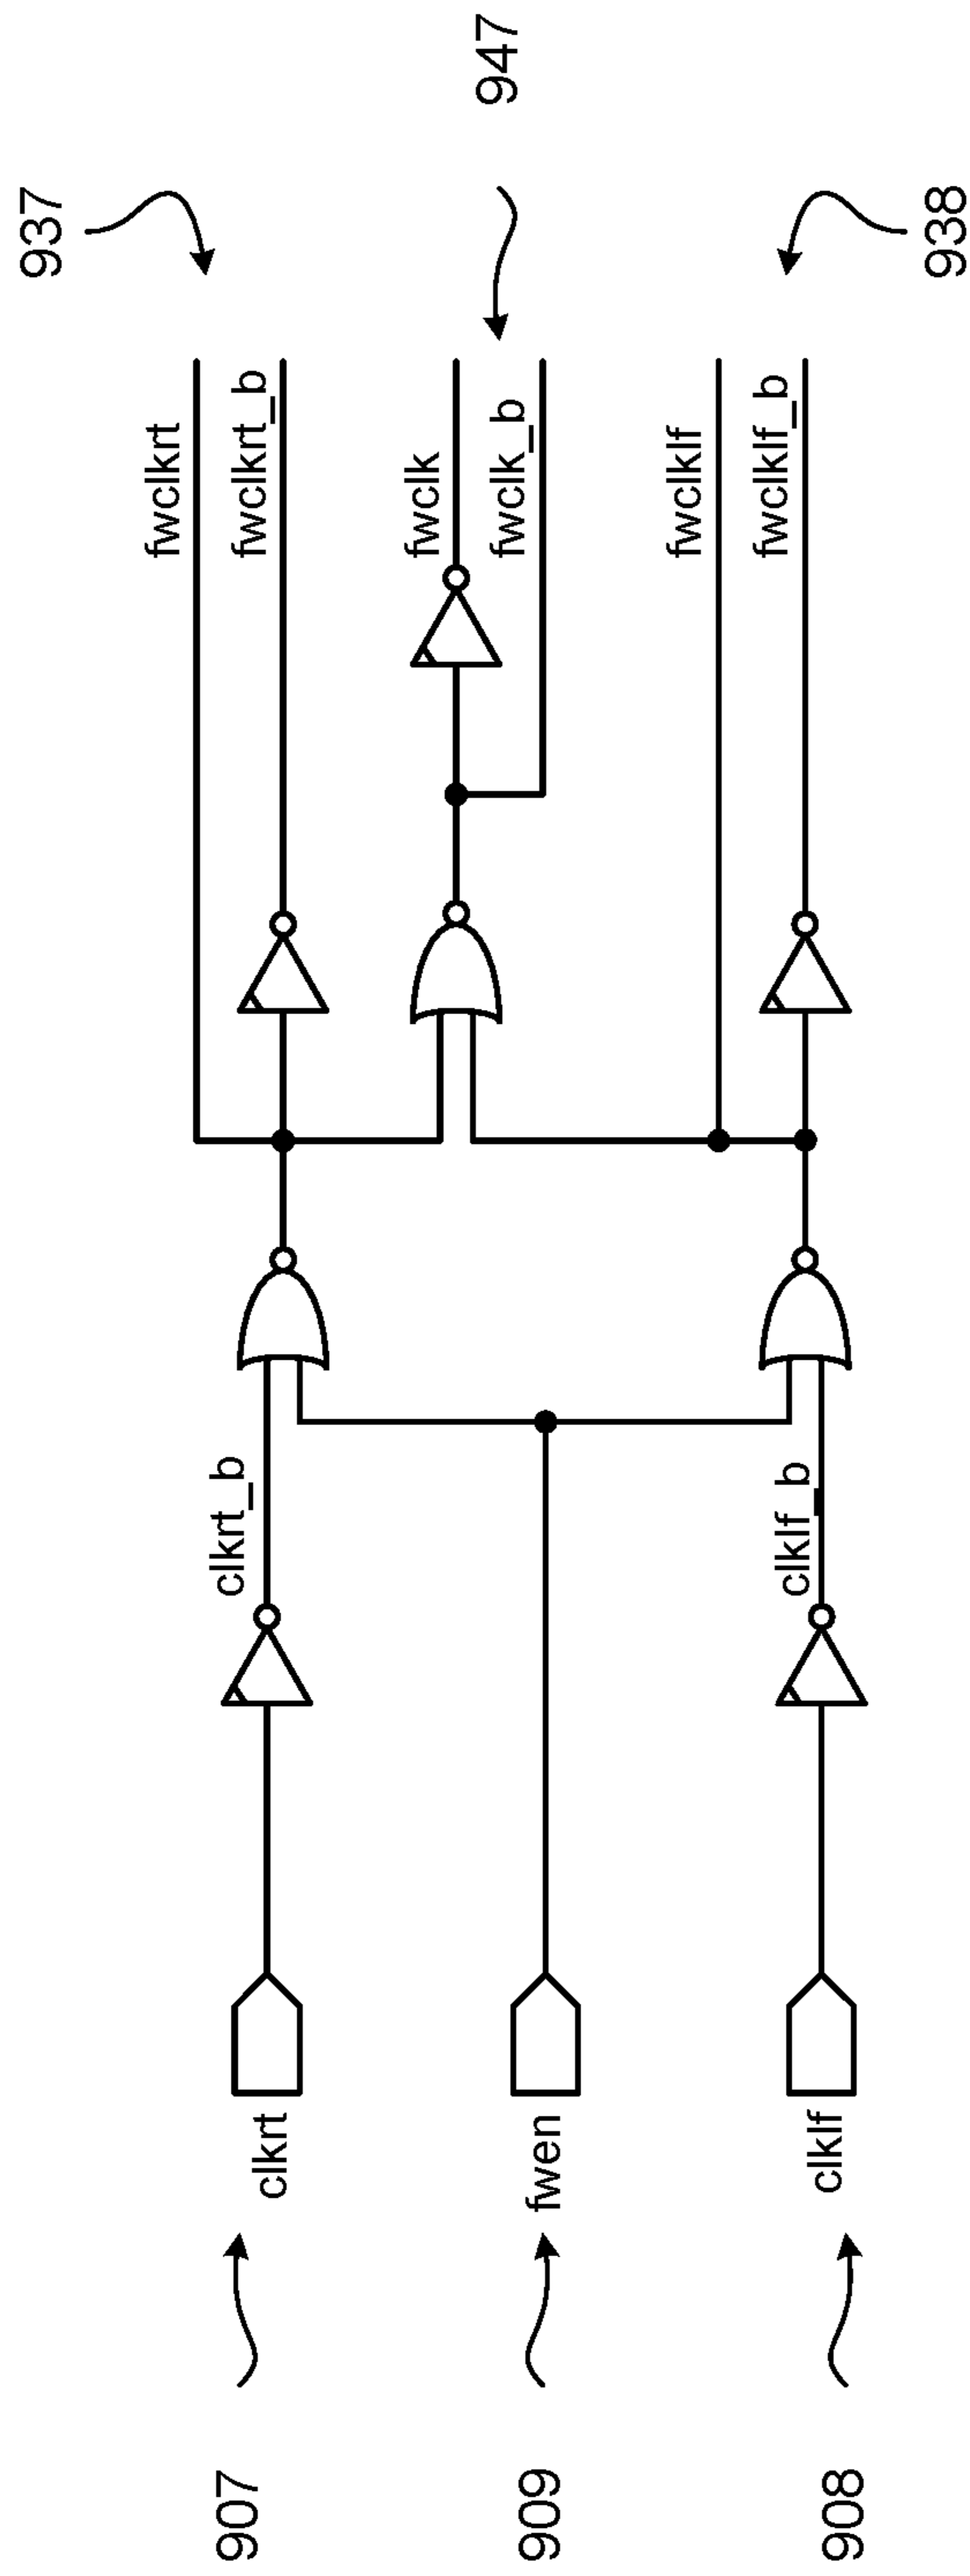 937
947
938
fwclkrt
fwclkrt_b
fwclk
fwclk_b
fwclklf
fwclklf_b
clkrt_b
clklf_b
clkrt
fwen
clklf
907
909
908